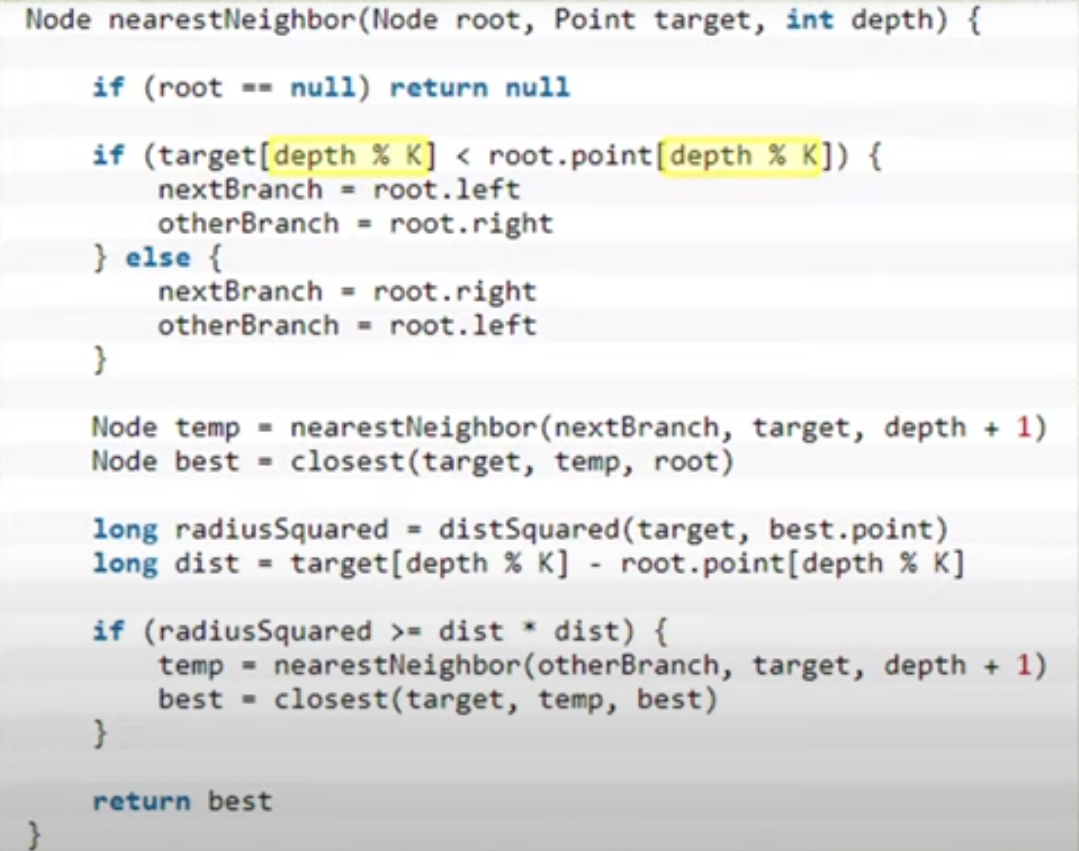 Node nearestNeighbor(Node root, Point target, int depth) {
if (root == null) return null
if (target[depth % K] < root.point[depth % K]) {
nextBranch = root.left
otherBranch = root.right
} else {
nextBranch = root.right
otherBranch = root.left
}
Node temp = nearestNeighbor(nextBranch, target, depth + 1)
Node best = closest(target, temp, root)
long radiusSquared = distSquared(target, best.point)
long dist = target[depth % K] - root.point[depth % K]
if (radiusSquared >= dist * dist) {
temp = nearestNeighbor(otherBranch, target, depth + 1)
best = closest(target, temp, best)
}
return best
}